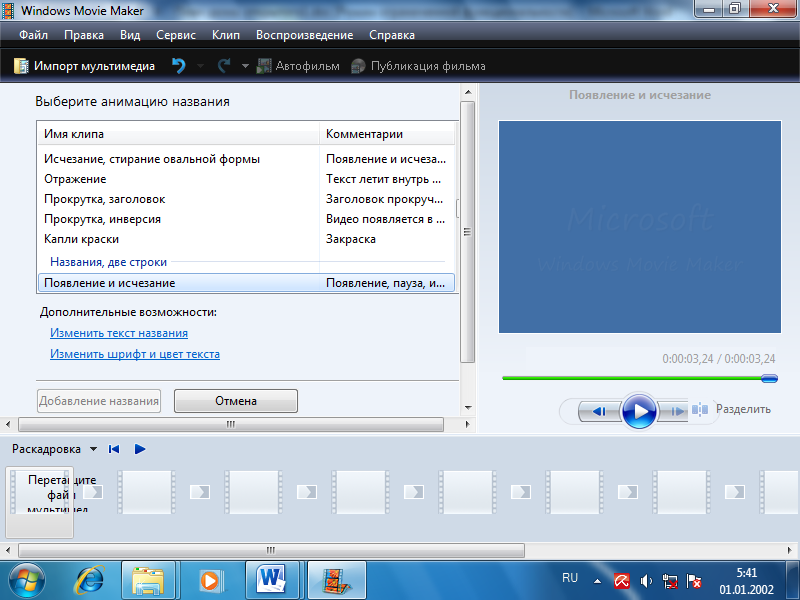 Windows Movie Maker
Файл Правка Вид Сервис Клип Воспроизведение Справка
Импорт мультимедиа Автофильм Публикация фильма
Выберите анимацию названия
Имя клипа Комментарии
Исчезание, стирание овальной формы Появление и исчеза...
Отражение Текст летит внутрь ...
Прокрутка, заголовок Заголовок прокруч...
Прокрутка, инверсия Видео появляется в ...
Капли краски Закраска
Названия, две строки
Появление и исчезание Появление, пауза, и...
Дополнительные возможности:
Изменить текст названия
Изменить шрифт и цвет текста
Добавление названия Отмена
Появление и исчезание
Microsoft
Windows Movie Maker
0:00:03,24 / 0:00:03,24
Разделить
Раскадровка
Перетащите
файл
мультимед
RU
5:41
01.01.2002